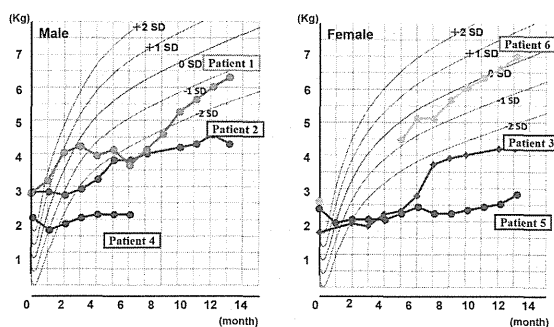 (Kg)
Male
+2 SD
+1 SD
0 SD
-1 SD
-2 SD
Patient 1
Patient 2
Patient 4
7
6
5
4
3
2
1
0 2 4 6 8 10 12 14
(month)
(Kg)
Female
+2 SD
+1 SD
Patient 6
0 SD
-1 SD
-2 SD
Patient 3
Patient 5
7
6
5
4
3
2
1
0 2 4 6 8 10 12 14
(month)